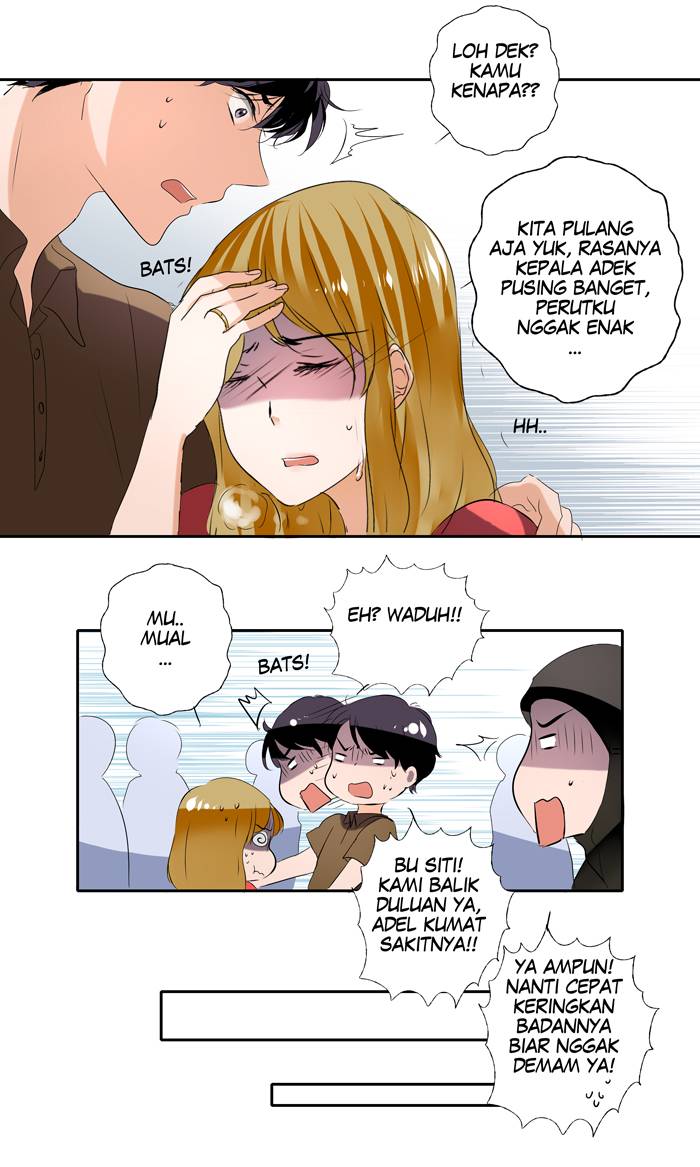 LOH DEK?
KAMU
KENAPA??
KITA PULANG
AJA YUK, RASANYA
KEPALA ADEK
PUSING BANGET,
PERUTKU
NGGAK ENAK
...
BATS!
HH..
MU..
MUAL
...
BATS!
EH? WADUH!!
BU SITI!
KAMI BALIK
DULUAN YA,
ADEL KUMAT
SAKITNYA!!
YA AMPUN!
NANTI CEPAT
KERINGKAN
BADANNYA
BIAR NGGAK
DEMAM YA!